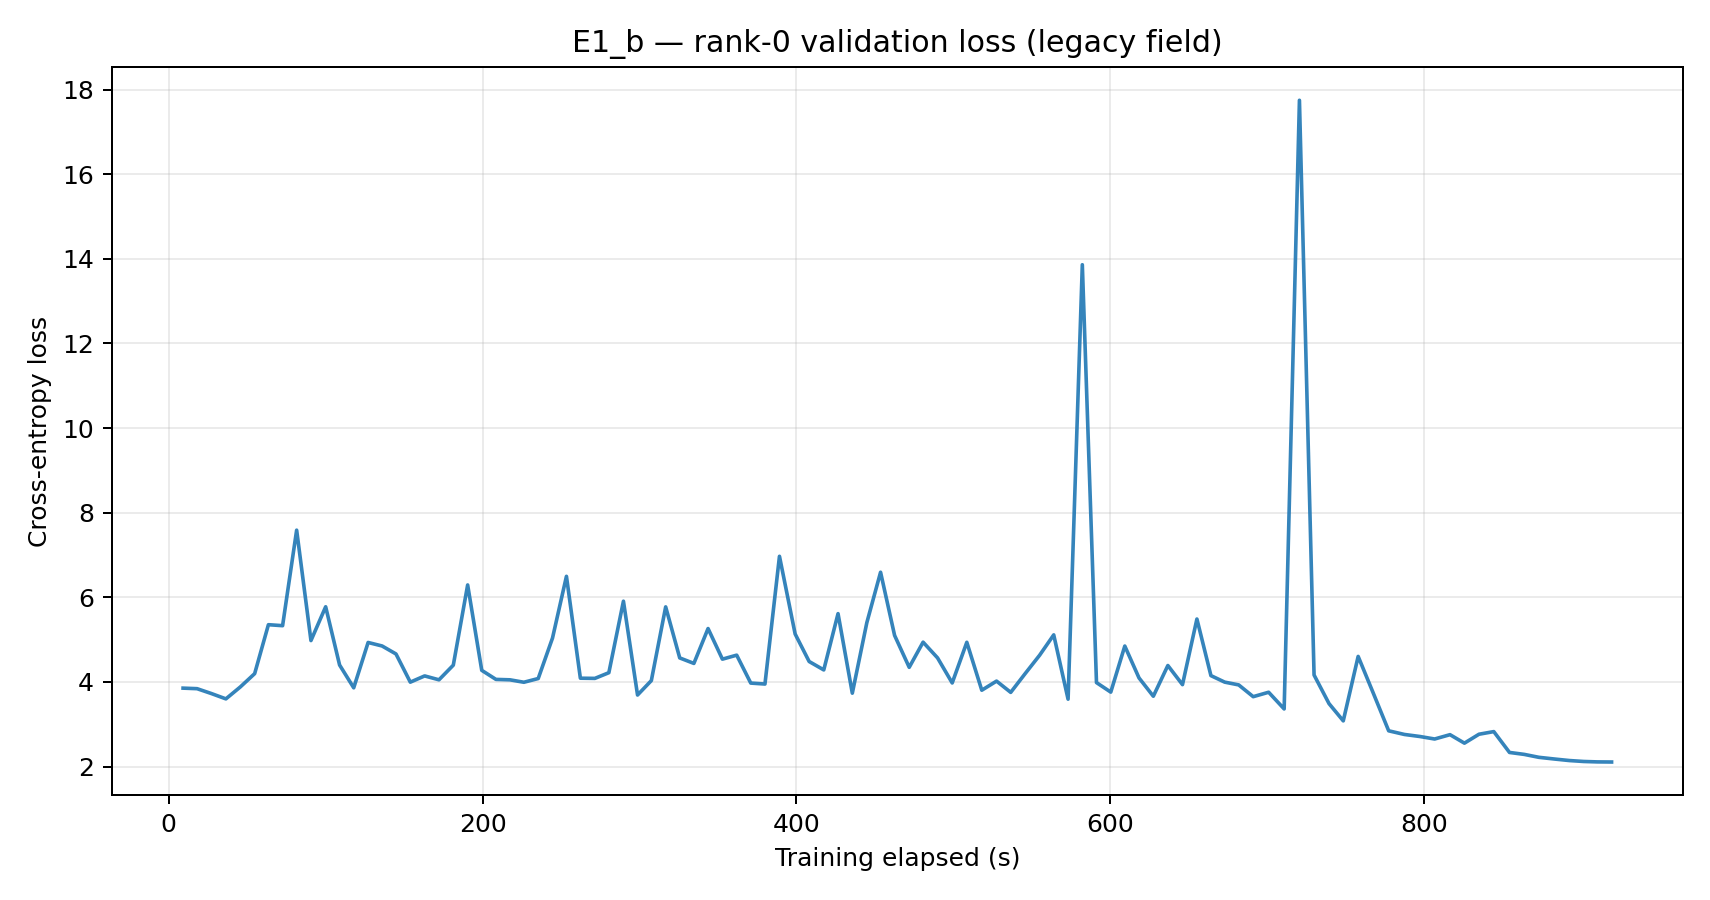 E1_b — rank-0 validation loss (legacy field)
18
16
14
12
10
8
6
4
2
Cross-entropy loss
0 200 400 600 800
Training elapsed (s)